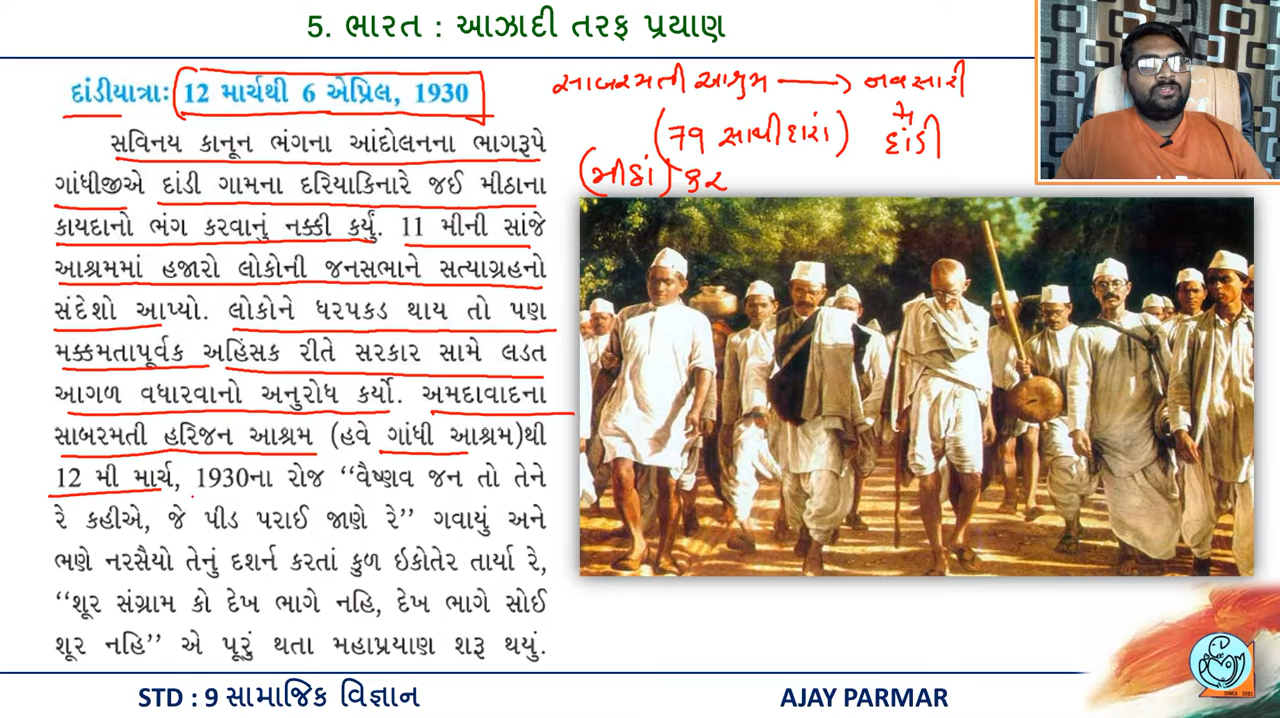 5. ભારત : આઝાદી તરફ પ્રયાણ
દાંડીયાત્રા: 12 માર્ચથી 6 એપ્રિલ, 1930
સવિનય કાનૂન ભંગના આંદોલનના ભાગરૂપે
ગાંધીજીએ દાંડી ગામના દરિયાકિનારે જઈ મીઠાના
કાયદાનો ભંગ કરવાનું નક્કી કર્યું. 11 મીની સાંજે
આશ્રમમાં હજારો લોકોની જનસભાને સત્યાગ્રહનો
સંદેશો આપ્યો. લોકોને ધરપકડ થાય તો પણ
મક્કમતાપૂર્વક અહિંસક રીતે સરકાર સામે લડત
આગળ વધારવાનો અનુરોધ કર્યો. અમદાવાદના
સાબરમતી હરિજન આશ્રમ (હવે ગાંધી આશ્રમ)થી
12 મી માર્ચ, 1930ના રોજ “વૈષ્ણવ જન તો તેને
રે કહીએ, જે પીડ પરાઈ જાણે રે” ગવાયું અને
ભણે નરસૈયો તેનું દર્શન કરતાં કુળ ઇકોતેર તાર્યા રે,
“શૂર સંગ્રામ કો દેખ ભાગે નહિ, દેખ ભાગે સોઈ
શૂર નહિ” એ પૂરું થતા મહાપ્રયાણ શરૂ થયું.
સાબરમતી આશ્રમ → નવસારી
(79 સાથીદારો) દાંડી
(મીઠાં) કર
STD : 9 સામાજિક વિજ્ઞાન
AJAY PARMAR
SINCE